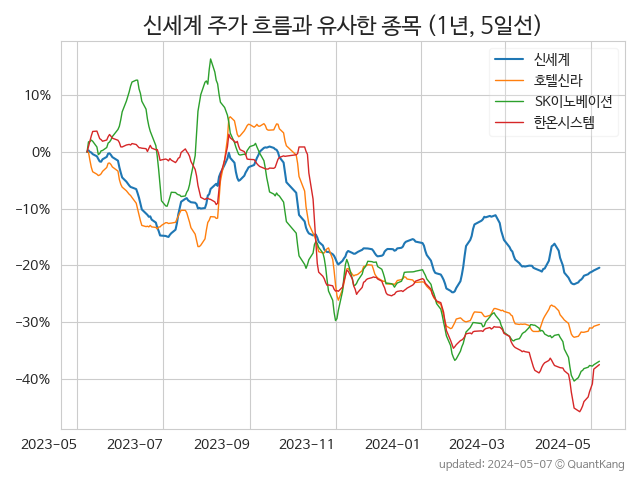 신세계 주가 흐름과 유사한 종목 (1년, 5일선)
신세계
호텔신라
SK이노베이션
한온시스템
10%
0%
−10%
−20%
−30%
−40%
2023-05
2023-07
2023-09
2023-11
2024-01
2024-03
2024-05
updated: 2024-05-07 © QuantKang